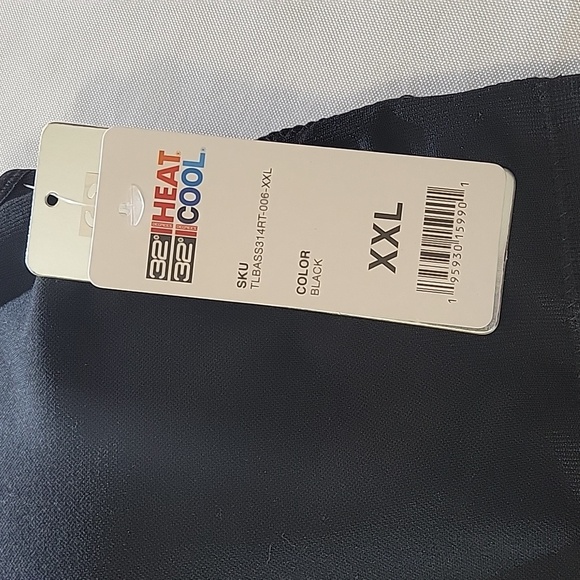 32° HEAT
32° COOL
SKU
TLBASS314RT-006-XXL
COLOR
BLACK
XXL
1 95930 15990 1